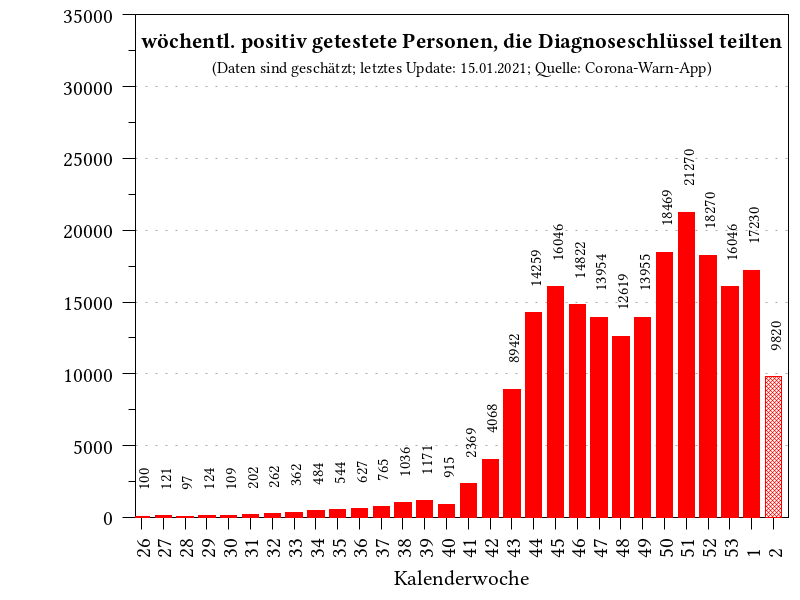 wöchentl. positiv getestete Personen, die Diagnoseschlüssel teilten
(Daten sind geschätzt; letztes Update: 15.01.2021; Quelle: Corona-Warn-App)
35000
30000
25000
20000
15000
10000
5000
0
100 121 97 124 109 202 262 362 484 544 627 765 1036 1171 915 2369 4068 8942 14259 16046 14822 13954 12619 13955 18469 21270 18270 16046 17230 9820
26 27 28 29 30 31 32 33 34 35 36 37 38 39 40 41 42 43 44 45 46 47 48 49 50 51 52 53 1 2
Kalenderwoche